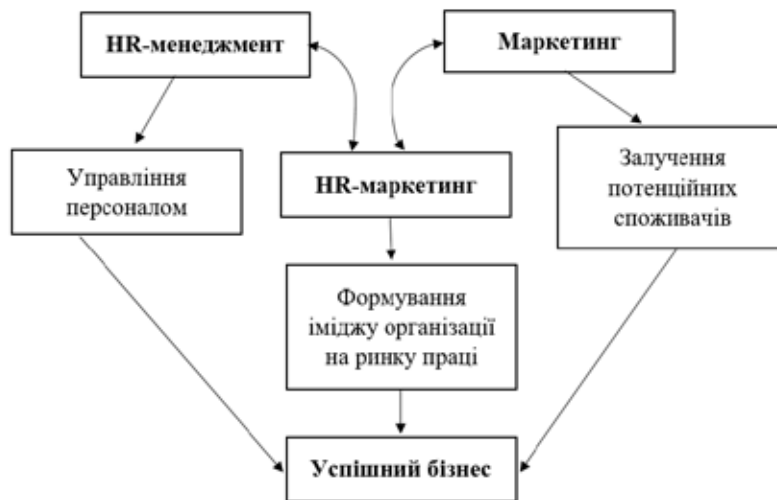 HR-менеджмент
Маркетинг
Управління
персоналом
HR-маркетинг
Залучення
потенційних
споживачів
Формування
іміджу організації
на ринку праці
Успішний бізнес